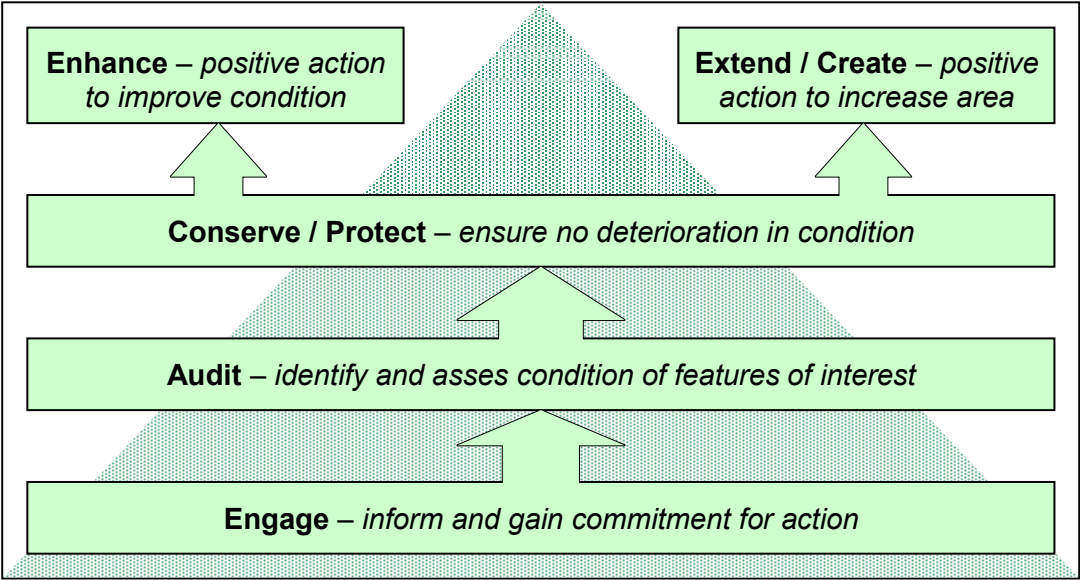 Enhance – positive action
to improve condition
Extend / Create – positive
action to increase area
Conserve / Protect – ensure no deterioration in condition
Audit – identify and asses condition of features of interest
Engage – inform and gain commitment for action